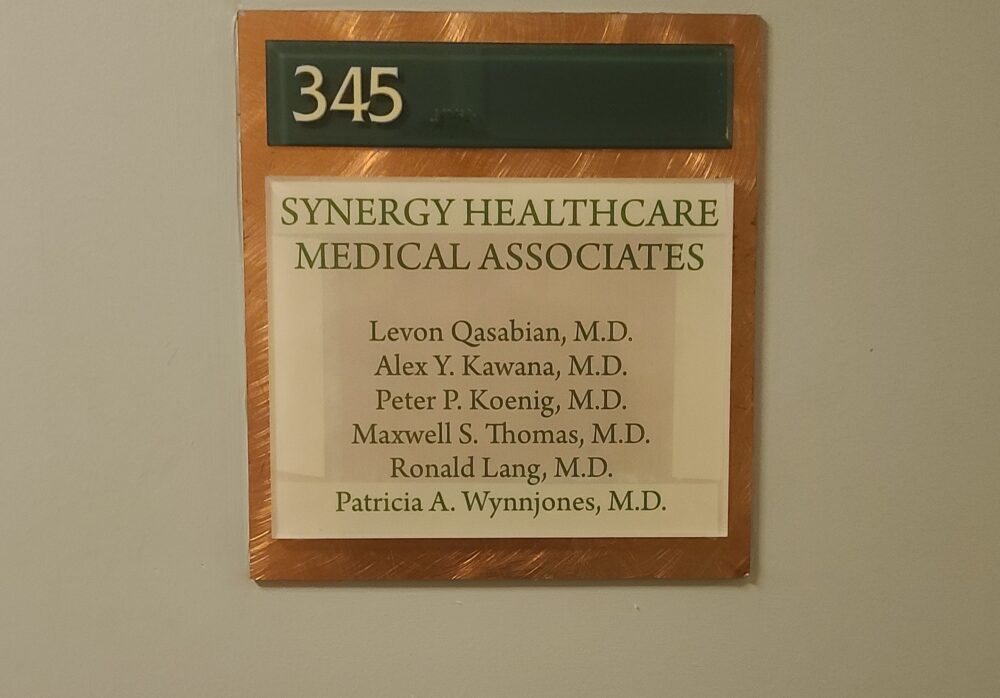 345
SYNERGY HEALTHCARE
MEDICAL ASSOCIATES
Levon Qasabian, M.D.
Alex Y. Kawana, M.D.
Peter P. Koenig, M.D.
Maxwell S. Thomas, M.D.
Ronald Lang, M.D.
Patricia A. Wynnjones, M.D.